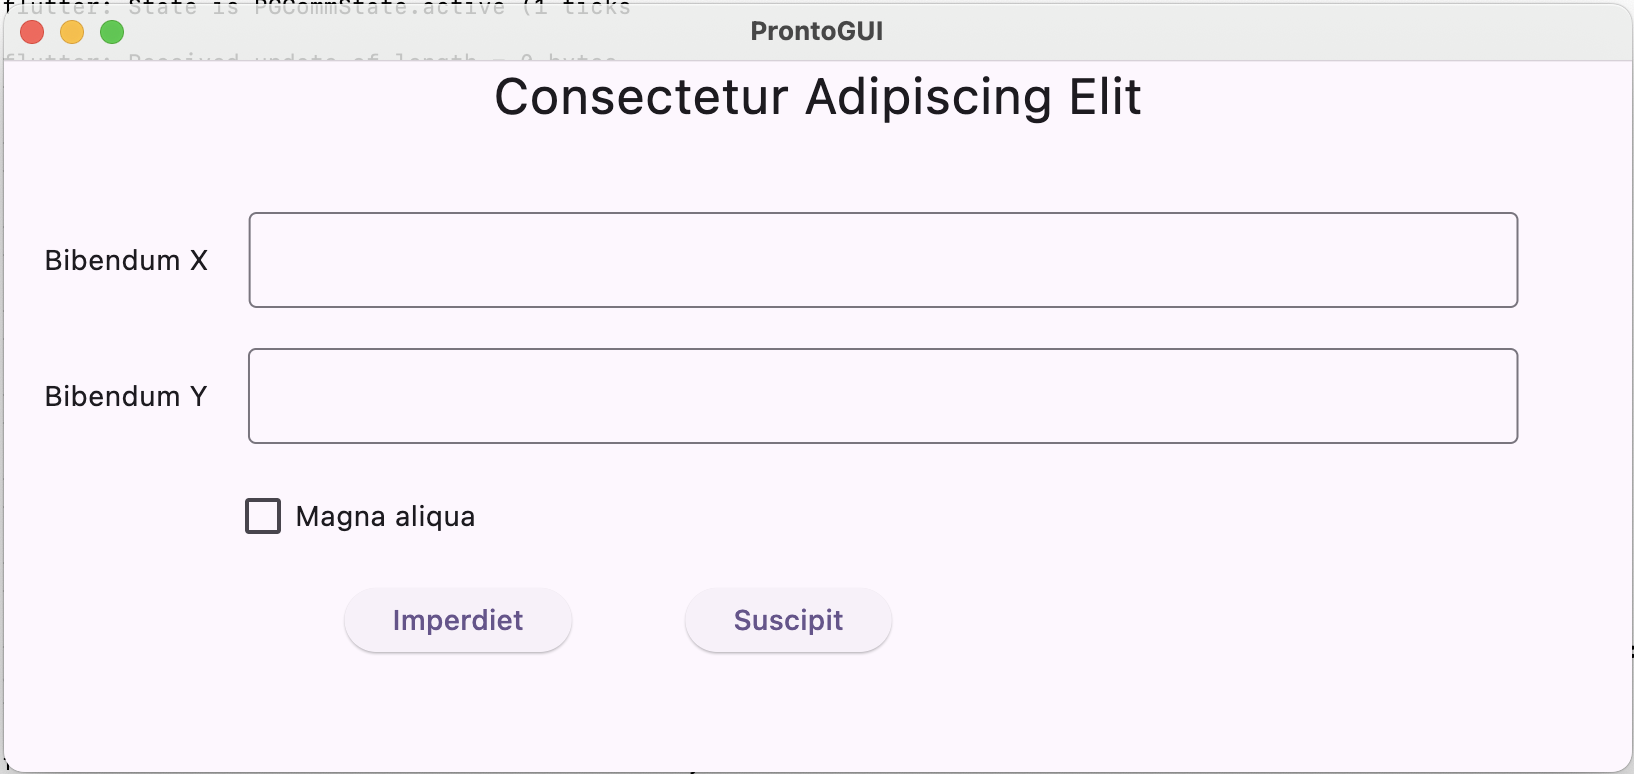 flutter: State is PGCommState.active (1 ticks
ProntoGUI
flutter: Received update of length = 0 bytes
Consectetur Adipiscing Elit
Bibendum X
Bibendum Y
Magna aliqua
Imperdiet
Suscipit